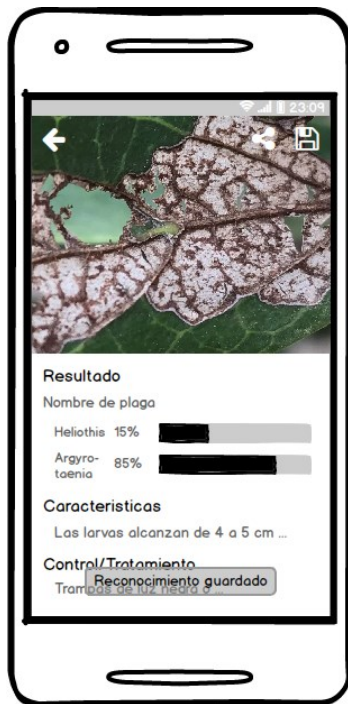 23:09
Resultado
Nombre de plaga
Heliothis 15%
Argyro-
taenia 85%
Caracteristicas
Las larvas alcanzan de 4 a 5 cm ...
Control/Tratamiento
Reconocimiento guardado
Trampas de luz negra o ...